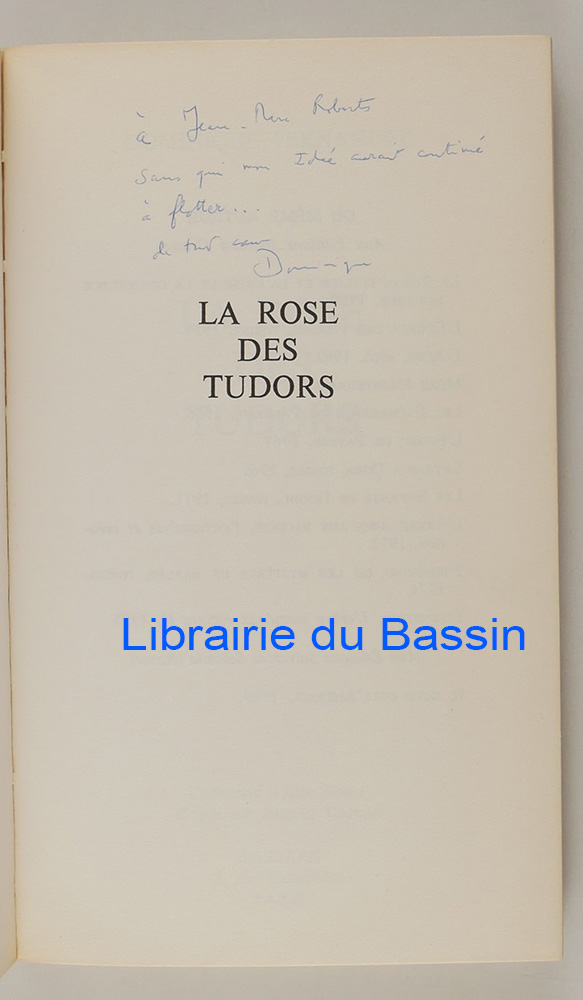 à Jean-Marc Roberts
sans qui mon Idée aurait continué
à flotter...
de tout cœur
Dominique
LA ROSE
DES
TUDORS
Librairie du Bassin